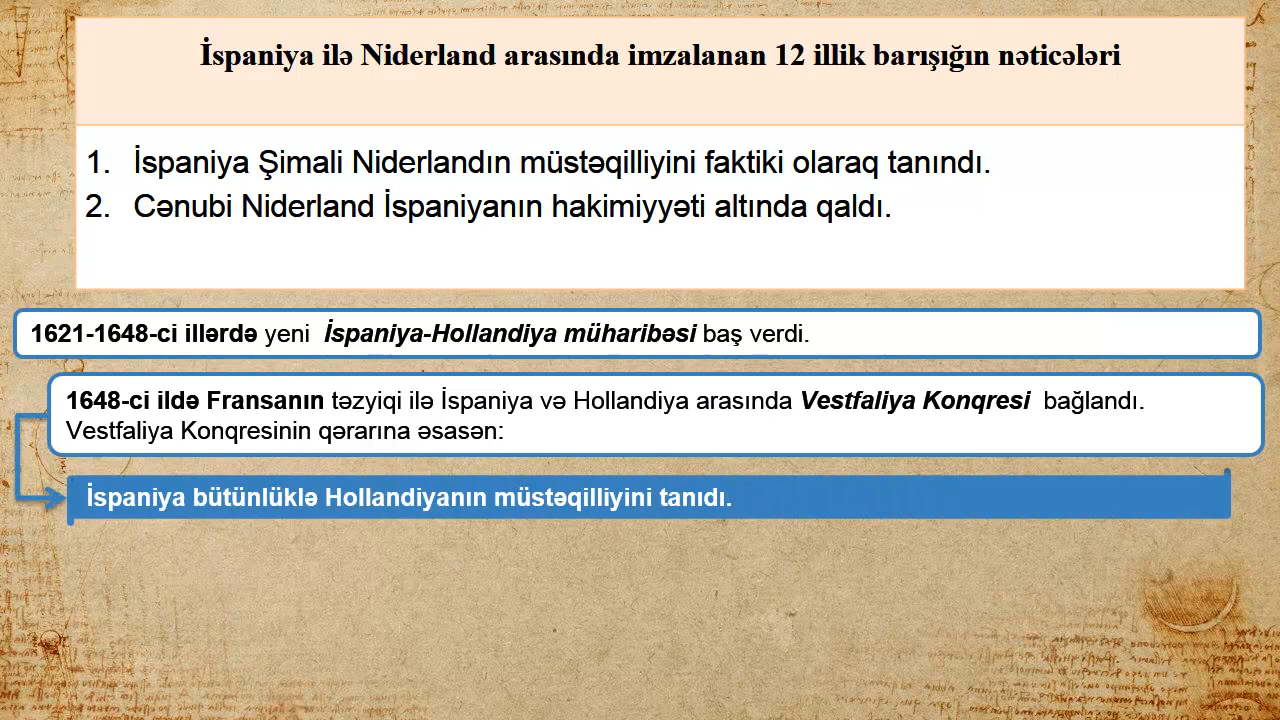 İspaniya ilə Niderland arasında imzalanan 12 illik barışığın nəticələri
1. İspaniya Şimali Niderlandın müstəqilliyini faktiki olaraq tanındı.
2. Cənubi Niderland İspaniyanın hakimiyyəti altında qaldı.
1621-1648-ci illərdə yeni İspaniya-Hollandiya müharibəsi baş verdi.
1648-ci ildə Fransanın təzyiqi ilə İspaniya və Hollandiya arasında Vestfaliya Konqresi bağlandı.
Vestfaliya Konqresinin qərarına əsasən:
İspaniya bütünlüklə Hollandiyanın müstəqilliyini tanıdı.